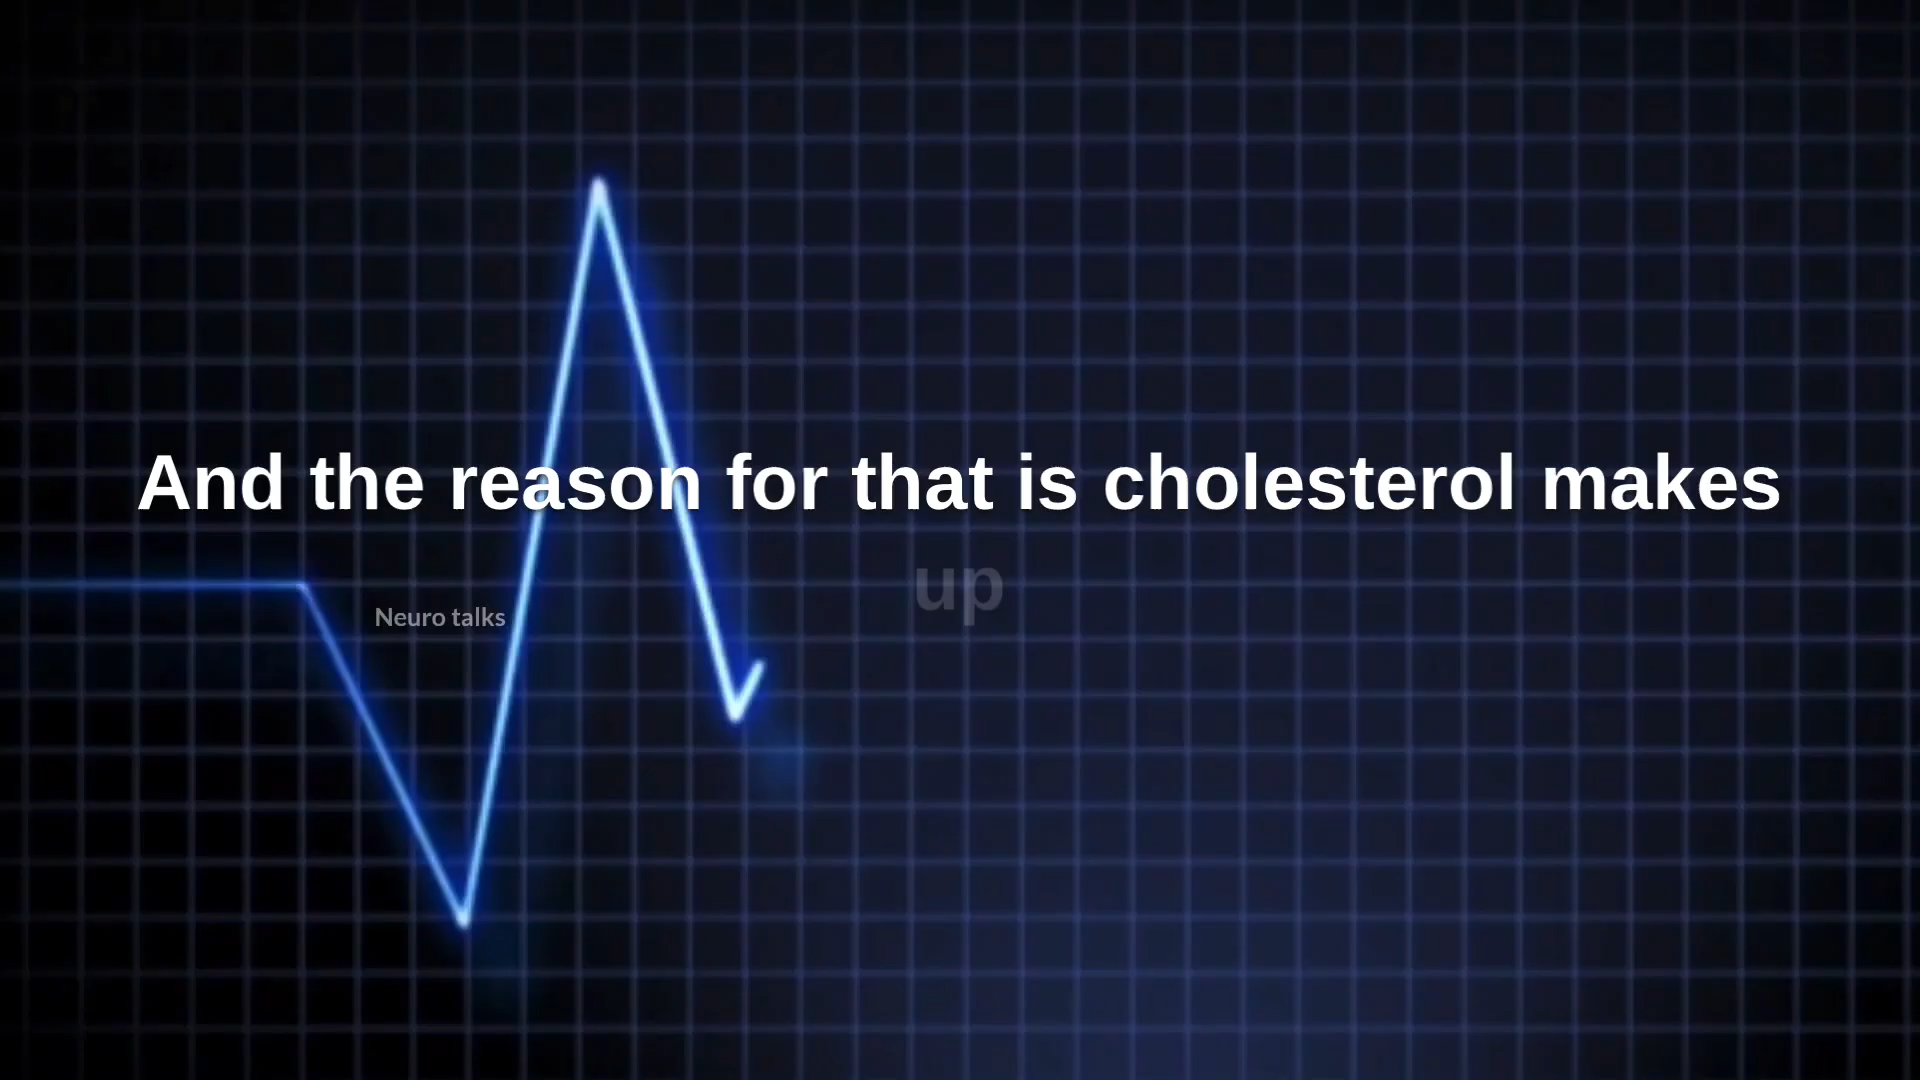 And the reason for that is cholesterol makes
up
Neuro talks